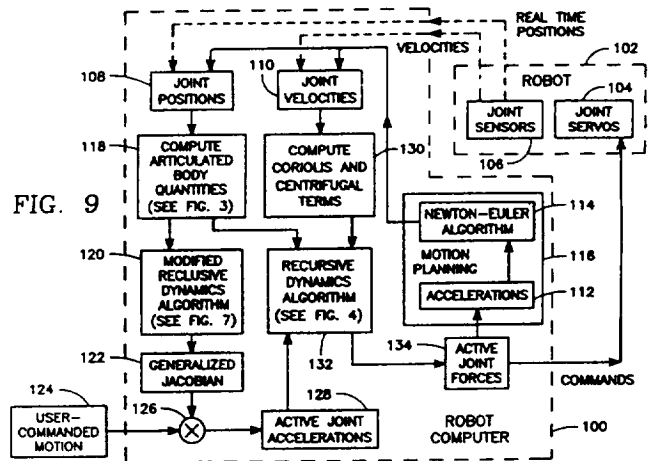 REAL TIME
POSITIONS
VELOCITIES
102
ROBOT
104
JOINT
SENSORS
JOINT
SERVOS
106
108
JOINT
POSITIONS
110
JOINT
VELOCITIES
118
COMPUTE
ARTICULATED
BODY
QUANTITIES
(SEE FIG. 3)
COMPUTE
CORIOLIS AND
CENTRIFUGAL
TERMS
130
FIG. 9
NEWTON-EULER
ALGORITHM
114
MOTION
PLANNING
116
ACCELERATIONS
112
120
MODIFIED
RECLUSIVE
DYNAMICS
ALGORITHM
(SEE FIG. 7)
RECURSIVE
DYNAMICS
ALGORITHM
(SEE FIG. 4)
132
134
ACTIVE
JOINT
FORCES
COMMANDS
122
GENERALIZED
JACOBIAN
124
USER-
COMMANDED
MOTION
126
128
ACTIVE JOINT
ACCELERATIONS
ROBOT
COMPUTER
100